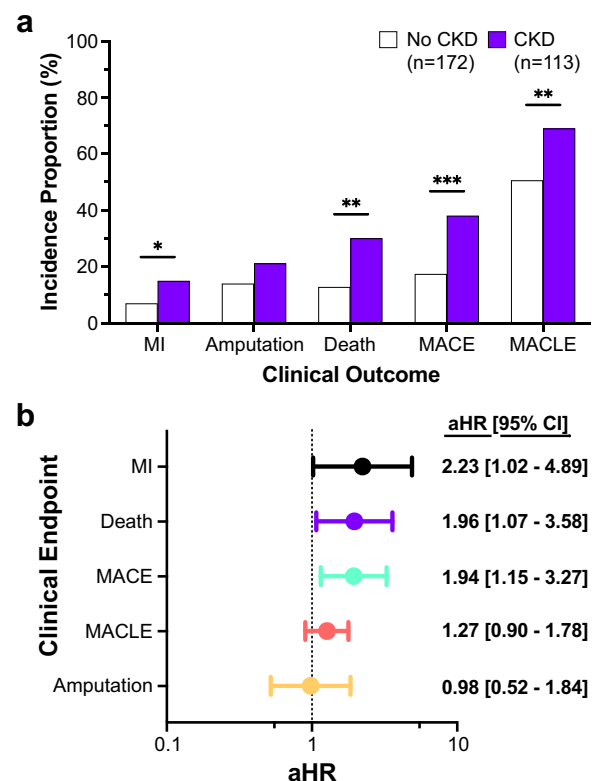 a
No CKD
(n=172)
CKD
(n=113)
Incidence Proportion (%)
100
80
60
40
20
0
*
**
***
**
MI
Amputation
Death
MACE
MACLE
Clinical Outcome
b
aHR [95% CI]
Clinical Endpoint
MI
2.23 [1.02 - 4.89]
Death
1.96 [1.07 - 3.58]
MACE
1.94 [1.15 - 3.27]
MACLE
1.27 [0.90 - 1.78]
Amputation
0.98 [0.52 - 1.84]
0.1
1
10
aHR